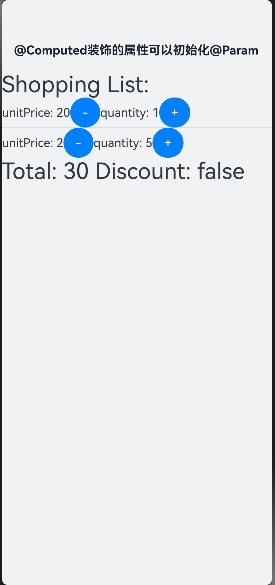 @Computed装饰的属性可以初始化@Param
Shopping List:
unitPrice: 20 - quantity: 1 +
unitPrice: 2 - quantity: 5 +
Total: 30 Discount: false